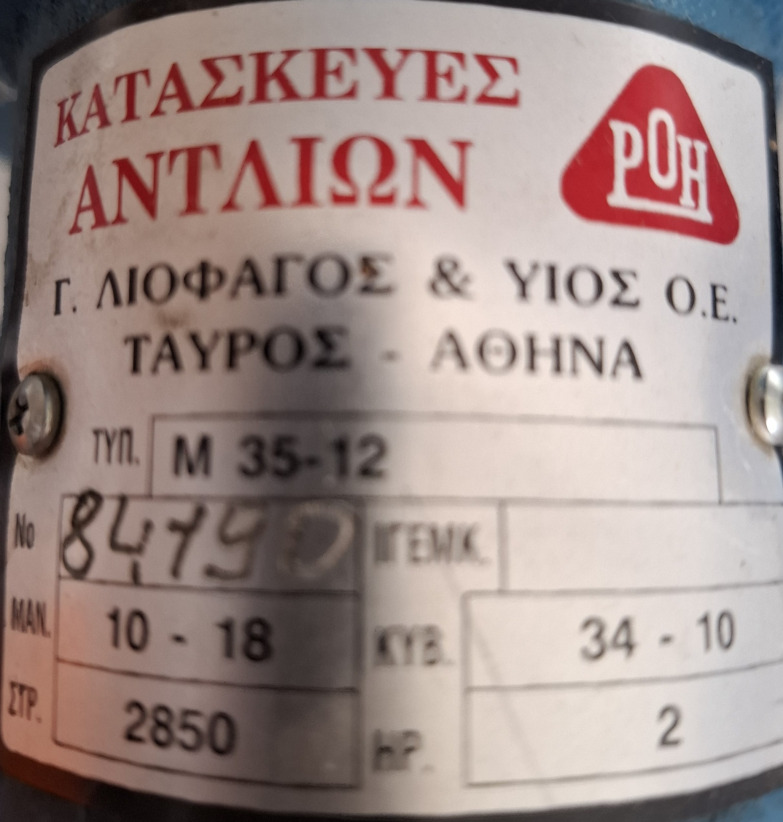 ΚΑΤΑΣΚΕΥΕΣ
ΑΝΤΛΙΩΝ
ΡΟΗ
Γ. ΛΙΟΦΑΓΟΣ & ΥΙΟΣ Ο.Ε.
ΤΑΥΡΟΣ - ΑΘΗΝΑ
ΤΥΠ. M 35-12
No 84790
ΜΑΝ. 10 - 18 ΚΥΒ. 34 - 10
ΣΤΡ. 2850 HP. 2